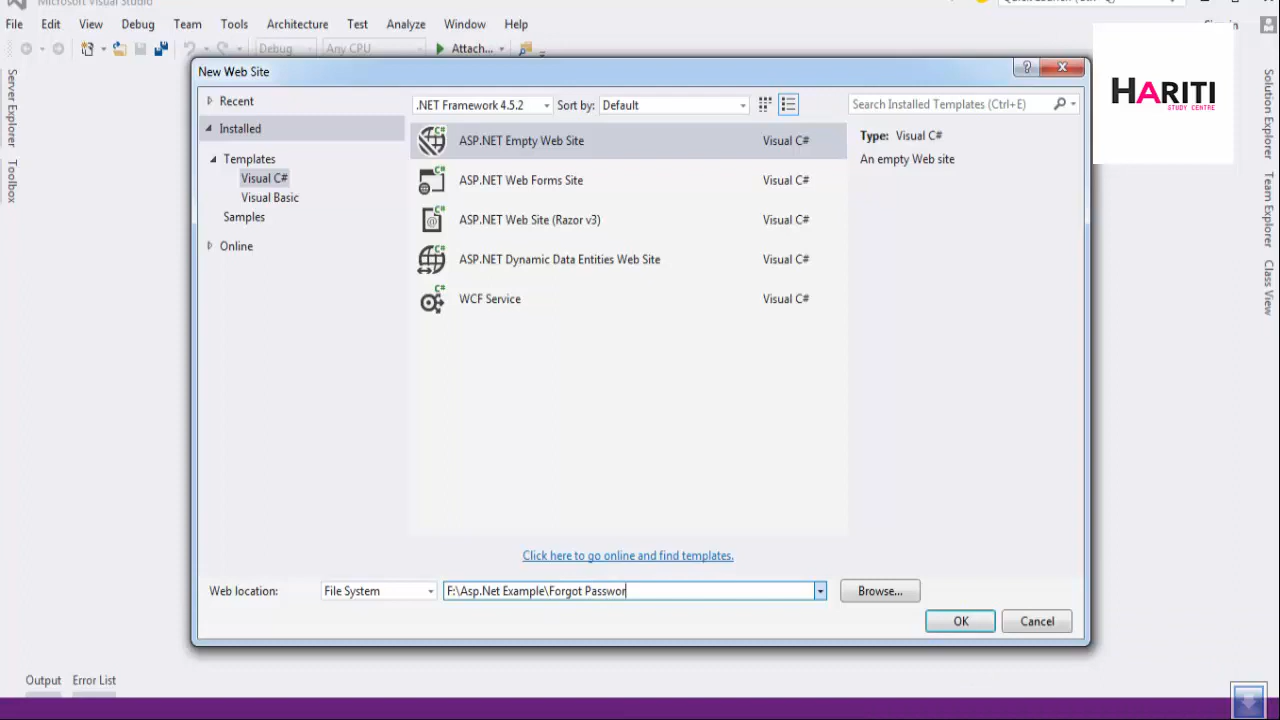 Microsoft Visual Studio
File Edit View Debug Team Tools Architecture Test Analyze Window Help
Debug Any CPU Attach...
New Web Site
Server Explorer
Toolbox
Solution Explorer
Team Explorer
Class View
HARITI
STUDY CENTRE
Recent
Installed
Templates
Visual C#
Visual Basic
Samples
Online
.NET Framework 4.5.2 Sort by: Default
Search Installed Templates (Ctrl+E)
ASP.NET Empty Web Site Visual C#
ASP.NET Web Forms Site Visual C#
ASP.NET Web Site (Razor v3) Visual C#
ASP.NET Dynamic Data Entities Web Site Visual C#
WCF Service Visual C#
Type: Visual C#
An empty Web site
Click here to go online and find templates.
Web location: File System F:\Asp.Net Example\Forgot Passwor Browse...
OK Cancel
Output Error List